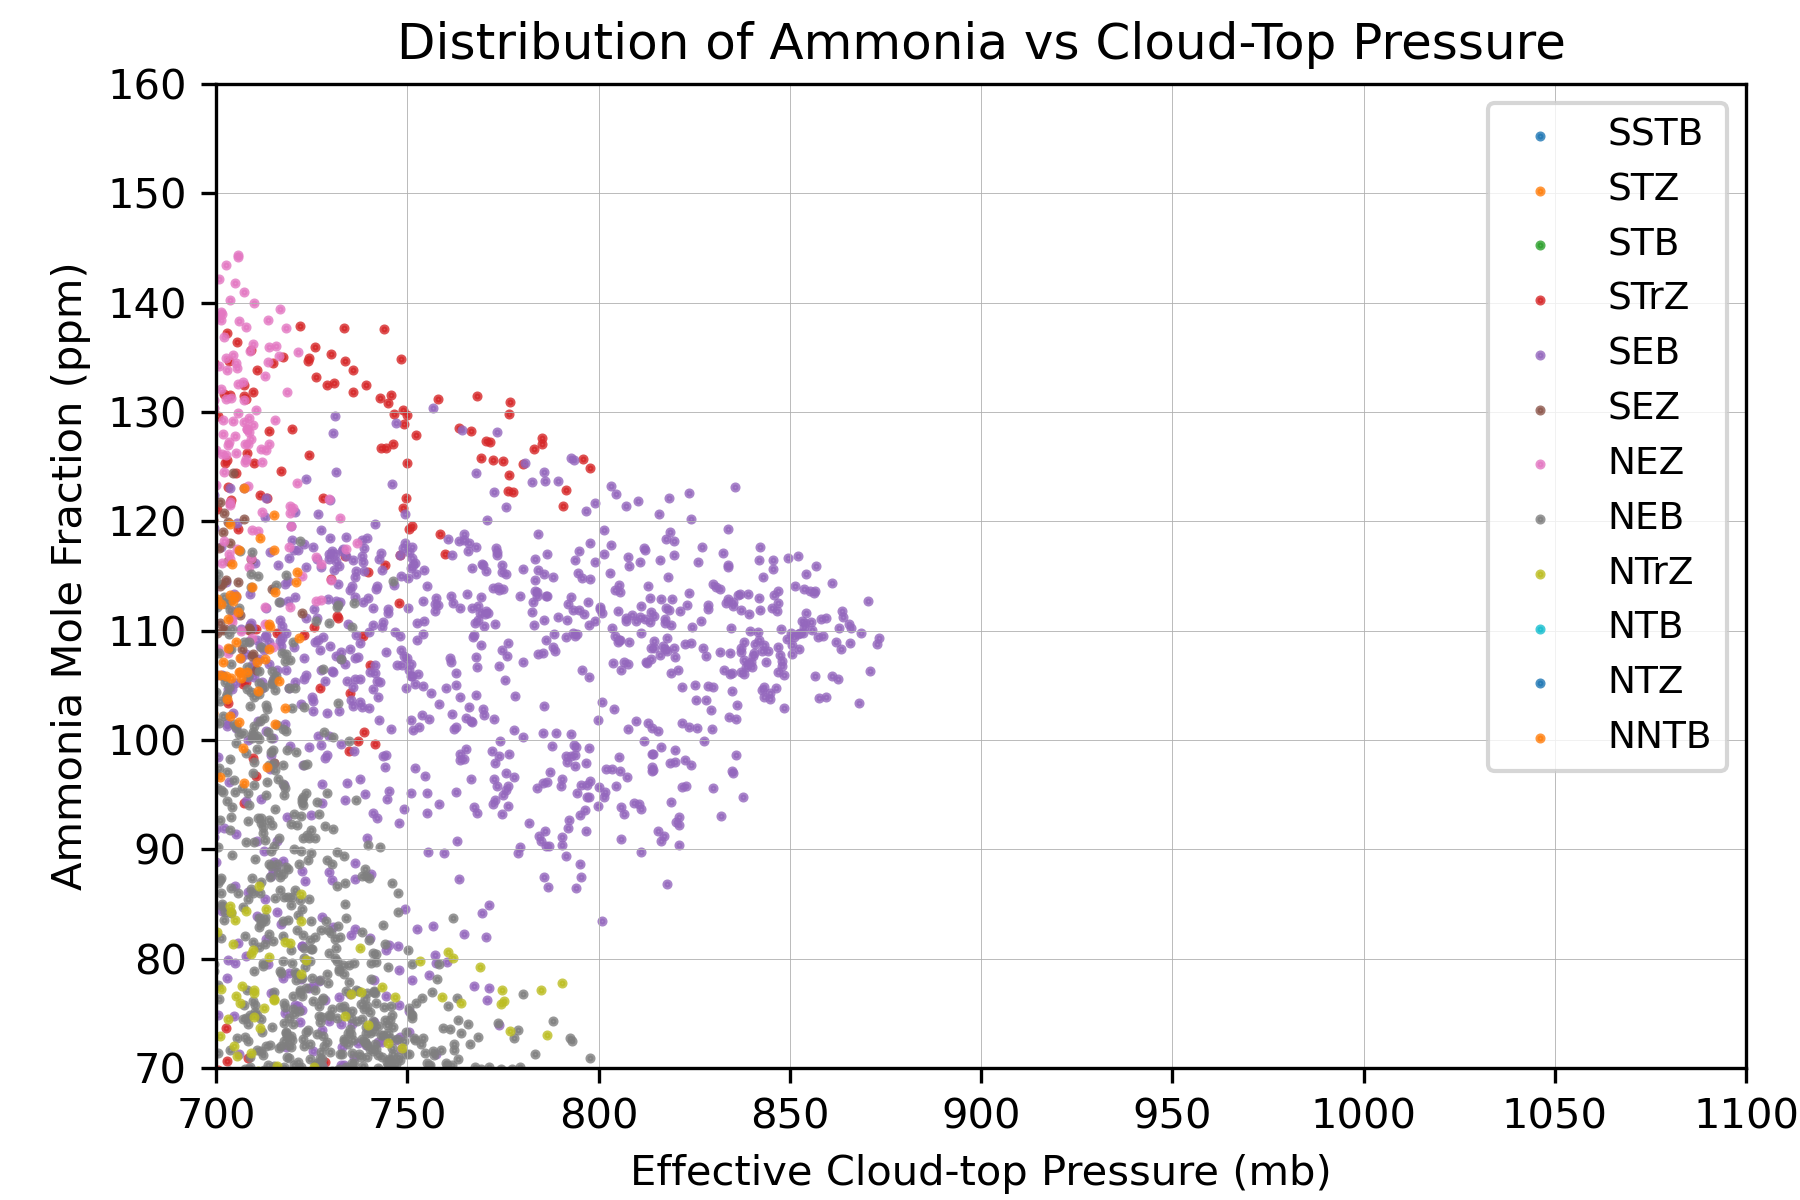 Distribution of Ammonia vs Cloud-Top Pressure
160
150
140
130
120
110
100
90
80
70
Ammonia Mole Fraction (ppm)
SSTB
STZ
STB
STrZ
SEB
SEZ
NEZ
NEB
NTrZ
NTB
NTZ
NNTB
700 750 800 850 900 950 1000 1050 1100
Effective Cloud-top Pressure (mb)